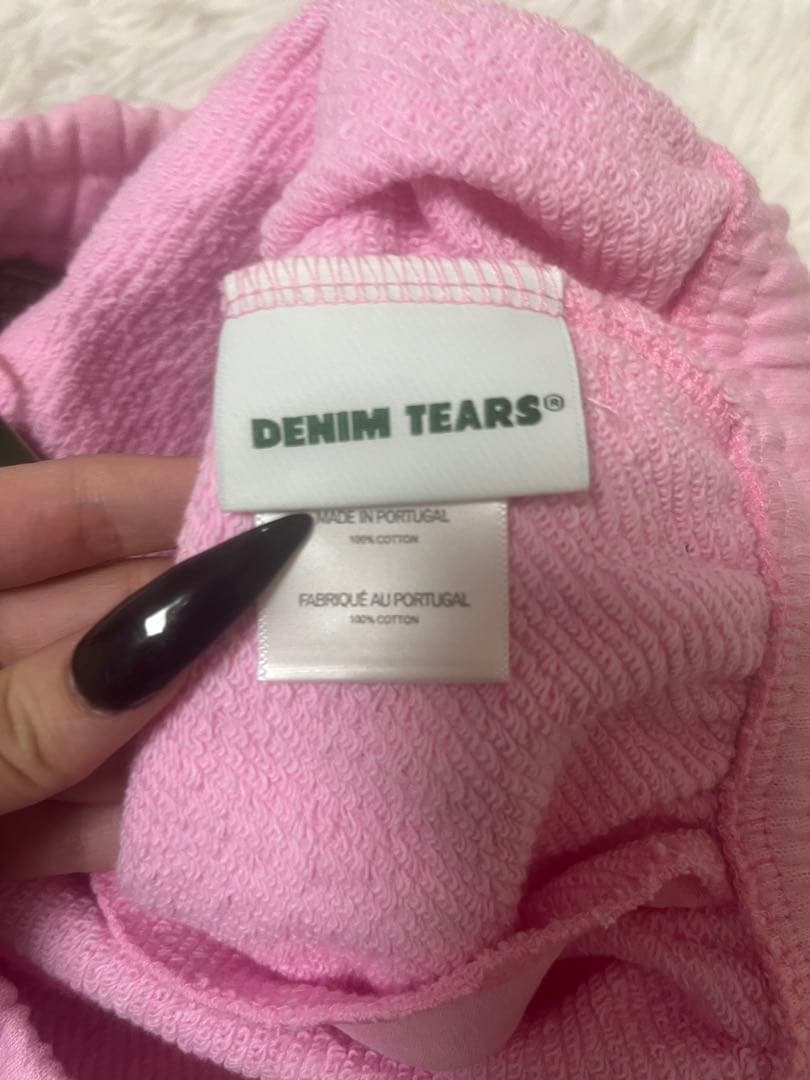 DENIM TEARS®
MADE IN PORTUGAL
100% COTTON
FABRIQUÉ AU PORTUGAL
100% COTTON